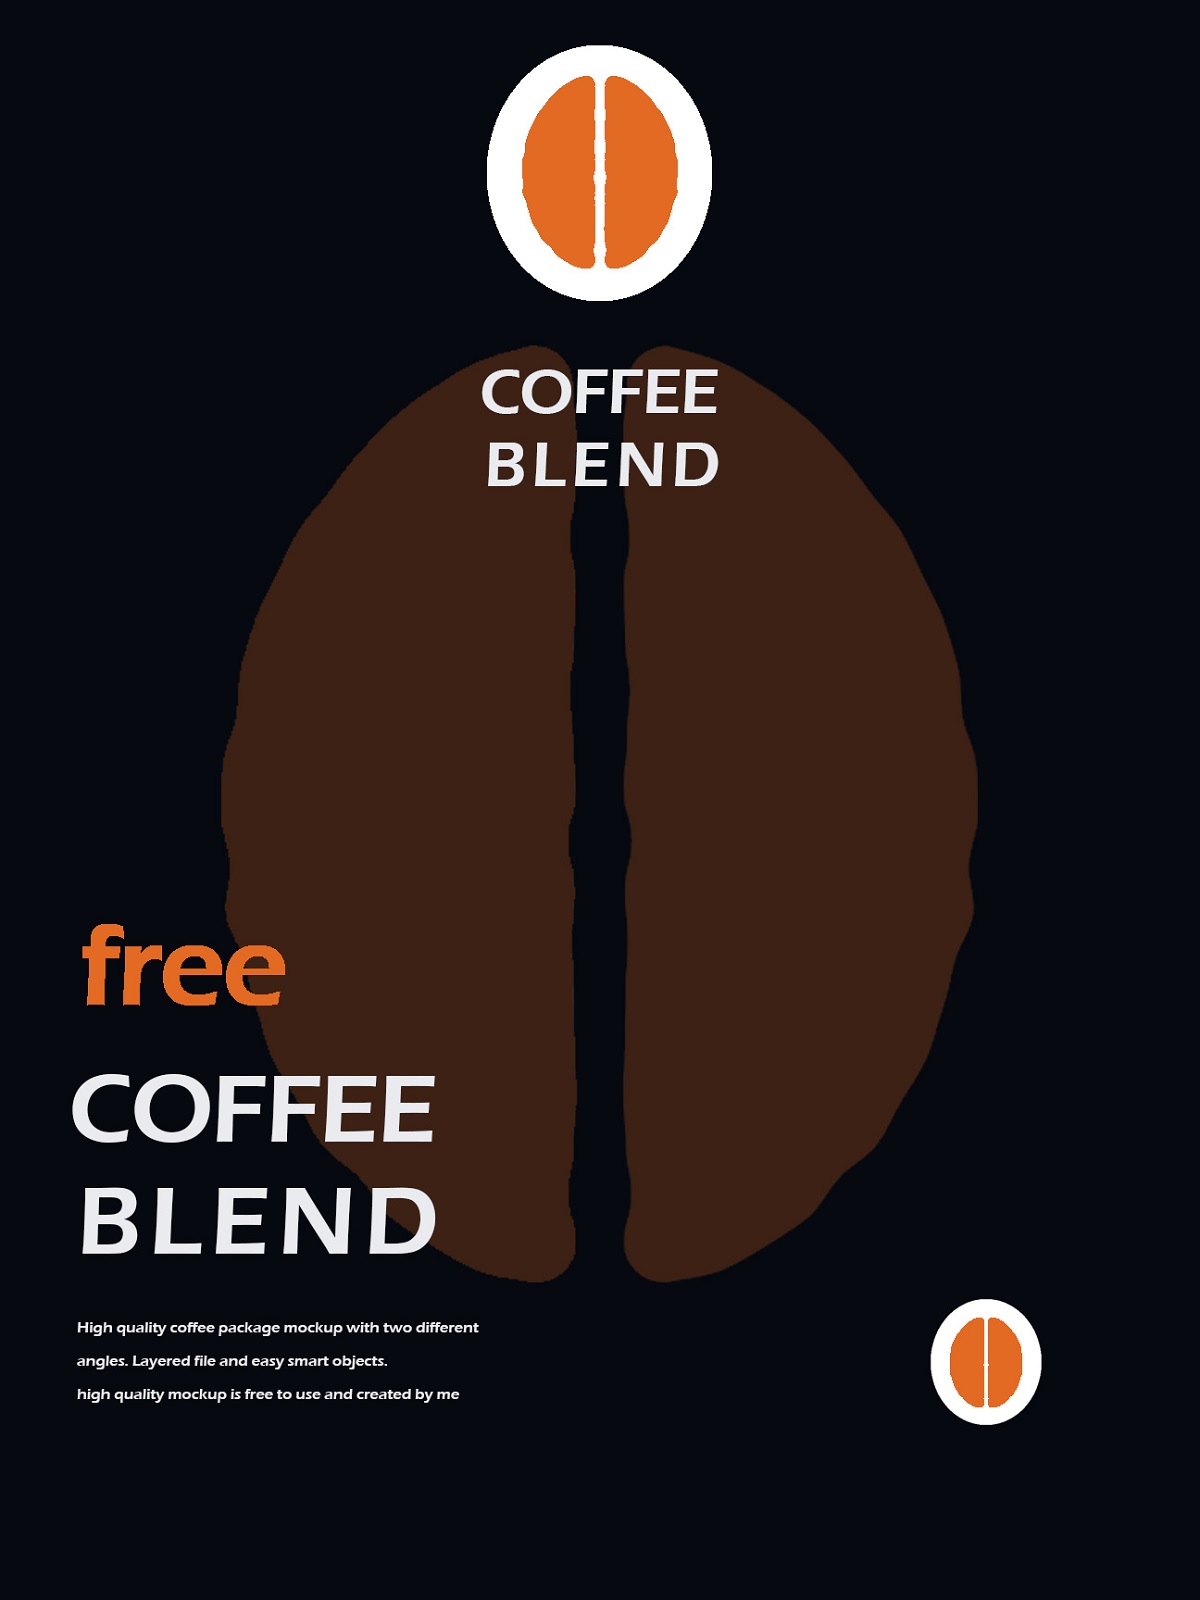 COFFEE
BLEND
free
COFFEE
BLEND
High quality coffee package mockup with two different
angles. Layered file and easy smart objects.
high quality mockup is free to use and created by me